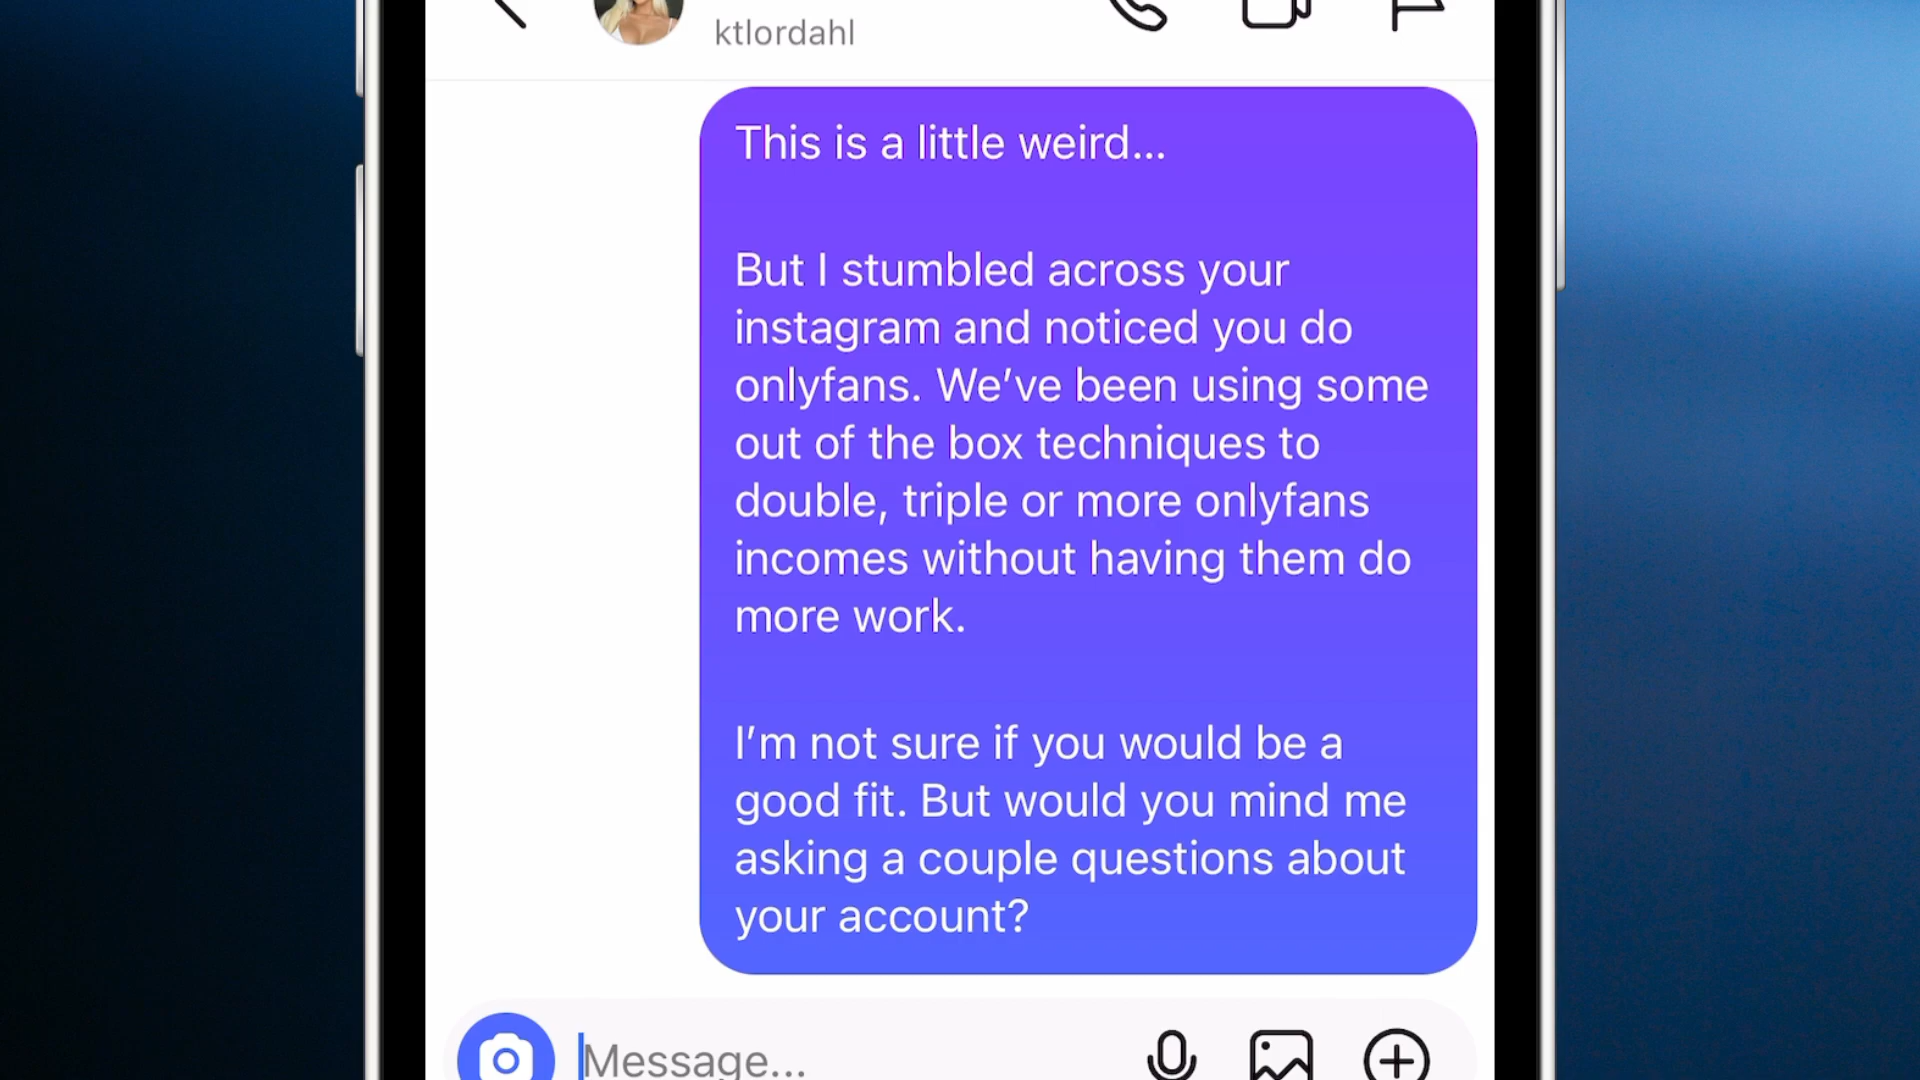 ktlordahl
This is a little weird...
But I stumbled across your
instagram and noticed you do
onlyfans. We’ve been using some
out of the box techniques to
double, triple or more onlyfans
incomes without having them do
more work.
I’m not sure if you would be a
good fit. But would you mind me
asking a couple questions about
your account?
Message...